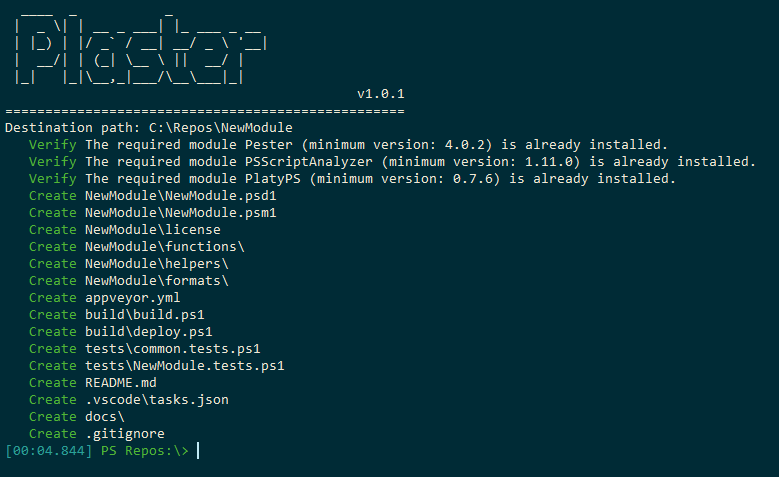 Plaster
v1.0.1
==================================================
Destination path: C:\Repos\NewModule
Verify The required module Pester (minimum version: 4.0.2) is already installed.
Verify The required module PSScriptAnalyzer (minimum version: 1.11.0) is already installed.
Verify The required module PlatyPS (minimum version: 0.7.6) is already installed.
Create NewModule\NewModule.psd1
Create NewModule\NewModule.psm1
Create NewModule\license
Create NewModule\functions\
Create NewModule\helpers\
Create NewModule\formats\
Create appveyor.yml
Create build\build.ps1
Create build\deploy.ps1
Create tests\common.tests.ps1
Create tests\NewModule.tests.ps1
Create README.md
Create .vscode\tasks.json
Create docs\
Create .gitignore
[00:04.844] PS Repos:\>